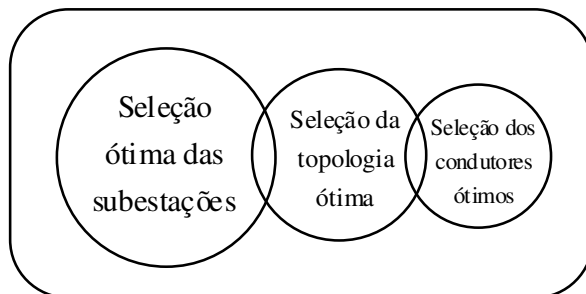 Seleção
ótima das
subestações
Seleção da
topologia
ótima
Seleção dos
condutores
ótimos